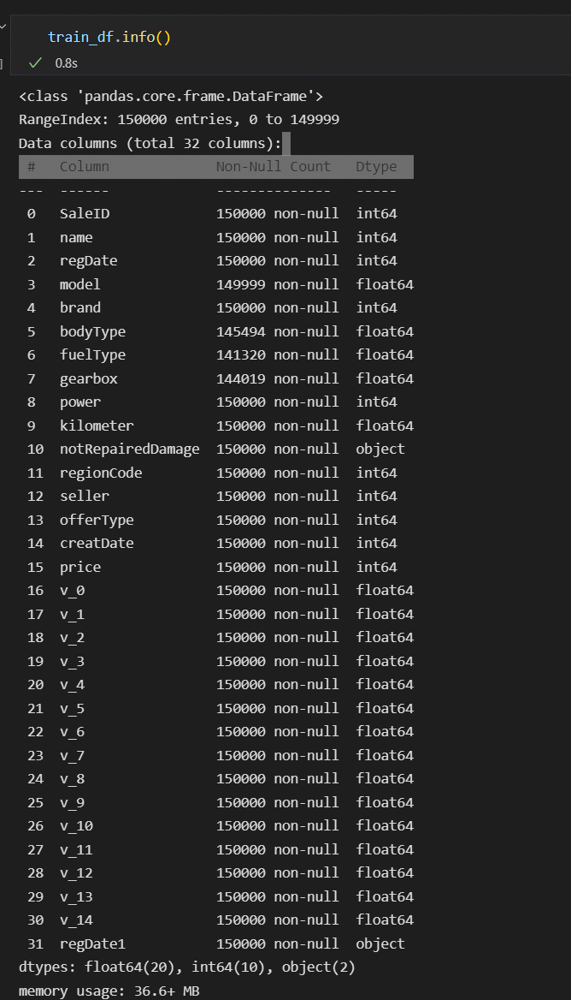 train_df.info()
0.8s
<class 'pandas.core.frame.DataFrame'>
RangeIndex: 150000 entries, 0 to 149999
Data columns (total 32 columns):
 #   Column             Non-Null Count   Dtype
---  ------             --------------   -----
 0   SaleID             150000 non-null  int64
 1   name               150000 non-null  int64
 2   regDate            150000 non-null  int64
 3   model              149999 non-null  float64
 4   brand              150000 non-null  int64
 5   bodyType           145494 non-null  float64
 6   fuelType           141320 non-null  float64
 7   gearbox            144019 non-null  float64
 8   power              150000 non-null  int64
 9   kilometer          150000 non-null  float64
 10  notRepairedDamage  150000 non-null  object
 11  regionCode         150000 non-null  int64
 12  seller             150000 non-null  int64
 13  offerType          150000 non-null  int64
 14  creatDate          150000 non-null  int64
 15  price              150000 non-null  int64
 16  v_0                150000 non-null  float64
 17  v_1                150000 non-null  float64
 18  v_2                150000 non-null  float64
 19  v_3                150000 non-null  float64
 20  v_4                150000 non-null  float64
 21  v_5                150000 non-null  float64
 22  v_6                150000 non-null  float64
 23  v_7                150000 non-null  float64
 24  v_8                150000 non-null  float64
 25  v_9                150000 non-null  float64
 26  v_10               150000 non-null  float64
 27  v_11               150000 non-null  float64
 28  v_12               150000 non-null  float64
 29  v_13               150000 non-null  float64
 30  v_14               150000 non-null  float64
 31  regDate1           150000 non-null  object
dtypes: float64(20), int64(10), object(2)
memory usage: 36.6+ MB